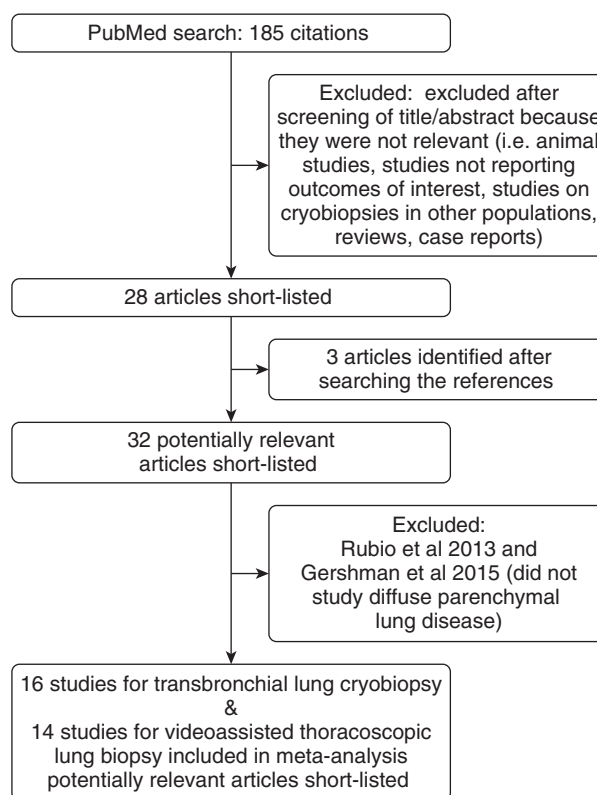 PubMed search: 185 citations
Excluded: excluded after
screening of title/abstract because
they were not relevant (i.e. animal
studies, studies not reporting
outcomes of interest, studies on
cryobiopsies in other populations,
reviews, case reports)
28 articles short-listed
3 articles identified after
searching the references
32 potentially relevant
articles short-listed
Excluded:
Rubio et al 2013 and
Gershman et al 2015 (did not
study diffuse parenchymal
lung disease)
16 studies for transbronchial lung cryobiopsy
&
14 studies for videoassisted thoracoscopic
lung biopsy included in meta-analysis
potentially relevant articles short-listed